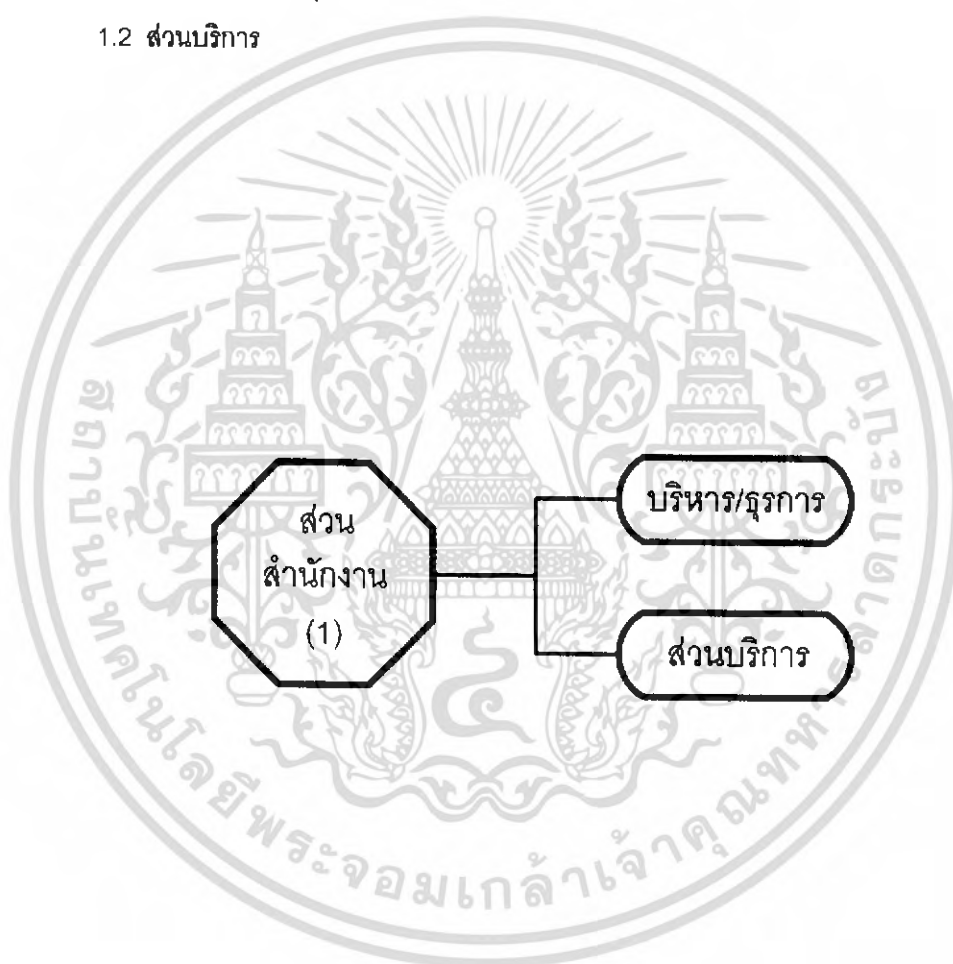 1.2 ส่วนบริการ
ส่วน
สำนักงาน
(1)
บริหาร/ธุรการ
ส่วนบริการ
สถาบันเทคโนโลยีพระจอมเกล้าเจ้าคุณทหารลาดกระบัง